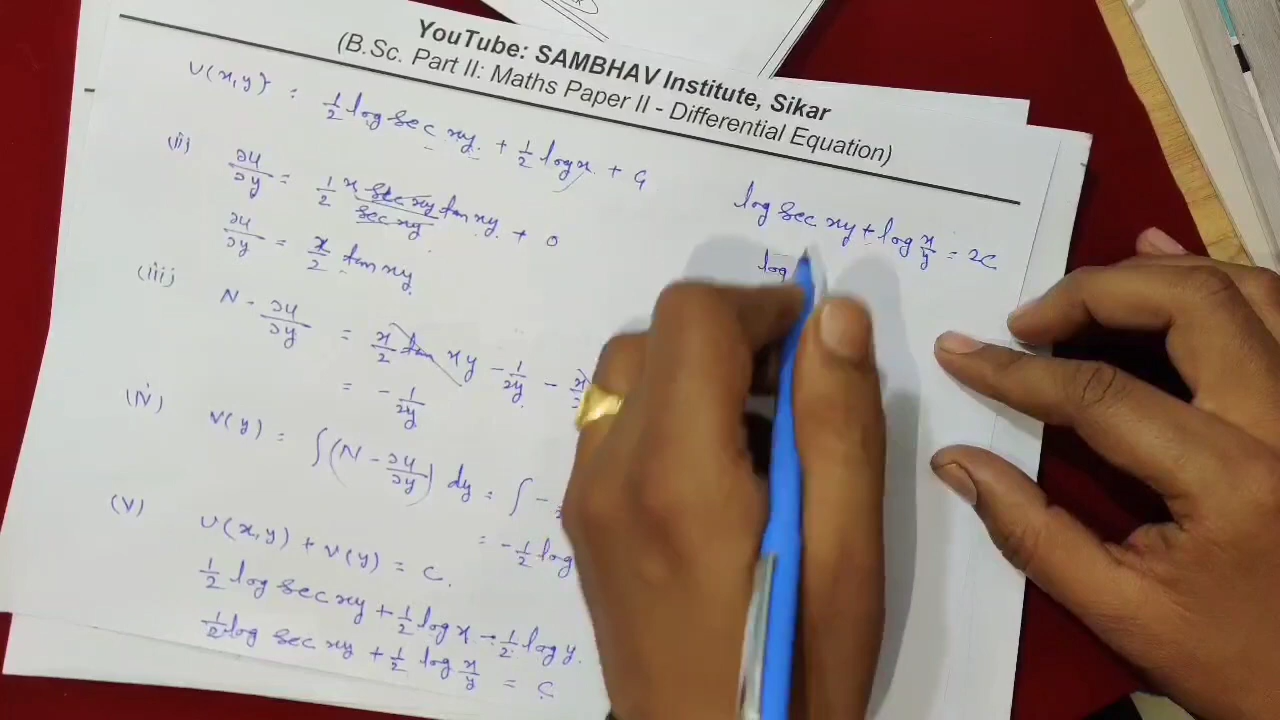 YouTube: SAMBHAV Institute, Sikar
(B.Sc. Part II: Maths Paper II - Differential Equation)
U(x,y) = 1/2 log sec xy + 1/2 log x + C₁
(ii) ∂U/∂y = 1/2 x sec xy tan xy / sec xy + 0
∂U/∂y = x/2 tan xy
(iii) N - ∂U/∂y = x/2 tan xy - 1/2y - x/
= - 1/2y
(iv) V(y) = ∫(N - ∂U/∂y) dy = ∫ -
= - 1/2 log
(v) U(x,y) + V(y) = C.
1/2 log sec xy + 1/2 log x - 1/2 log y.
1/2 log sec xy + 1/2 log x/y = C
log sec xy + log x/y = 2C
log